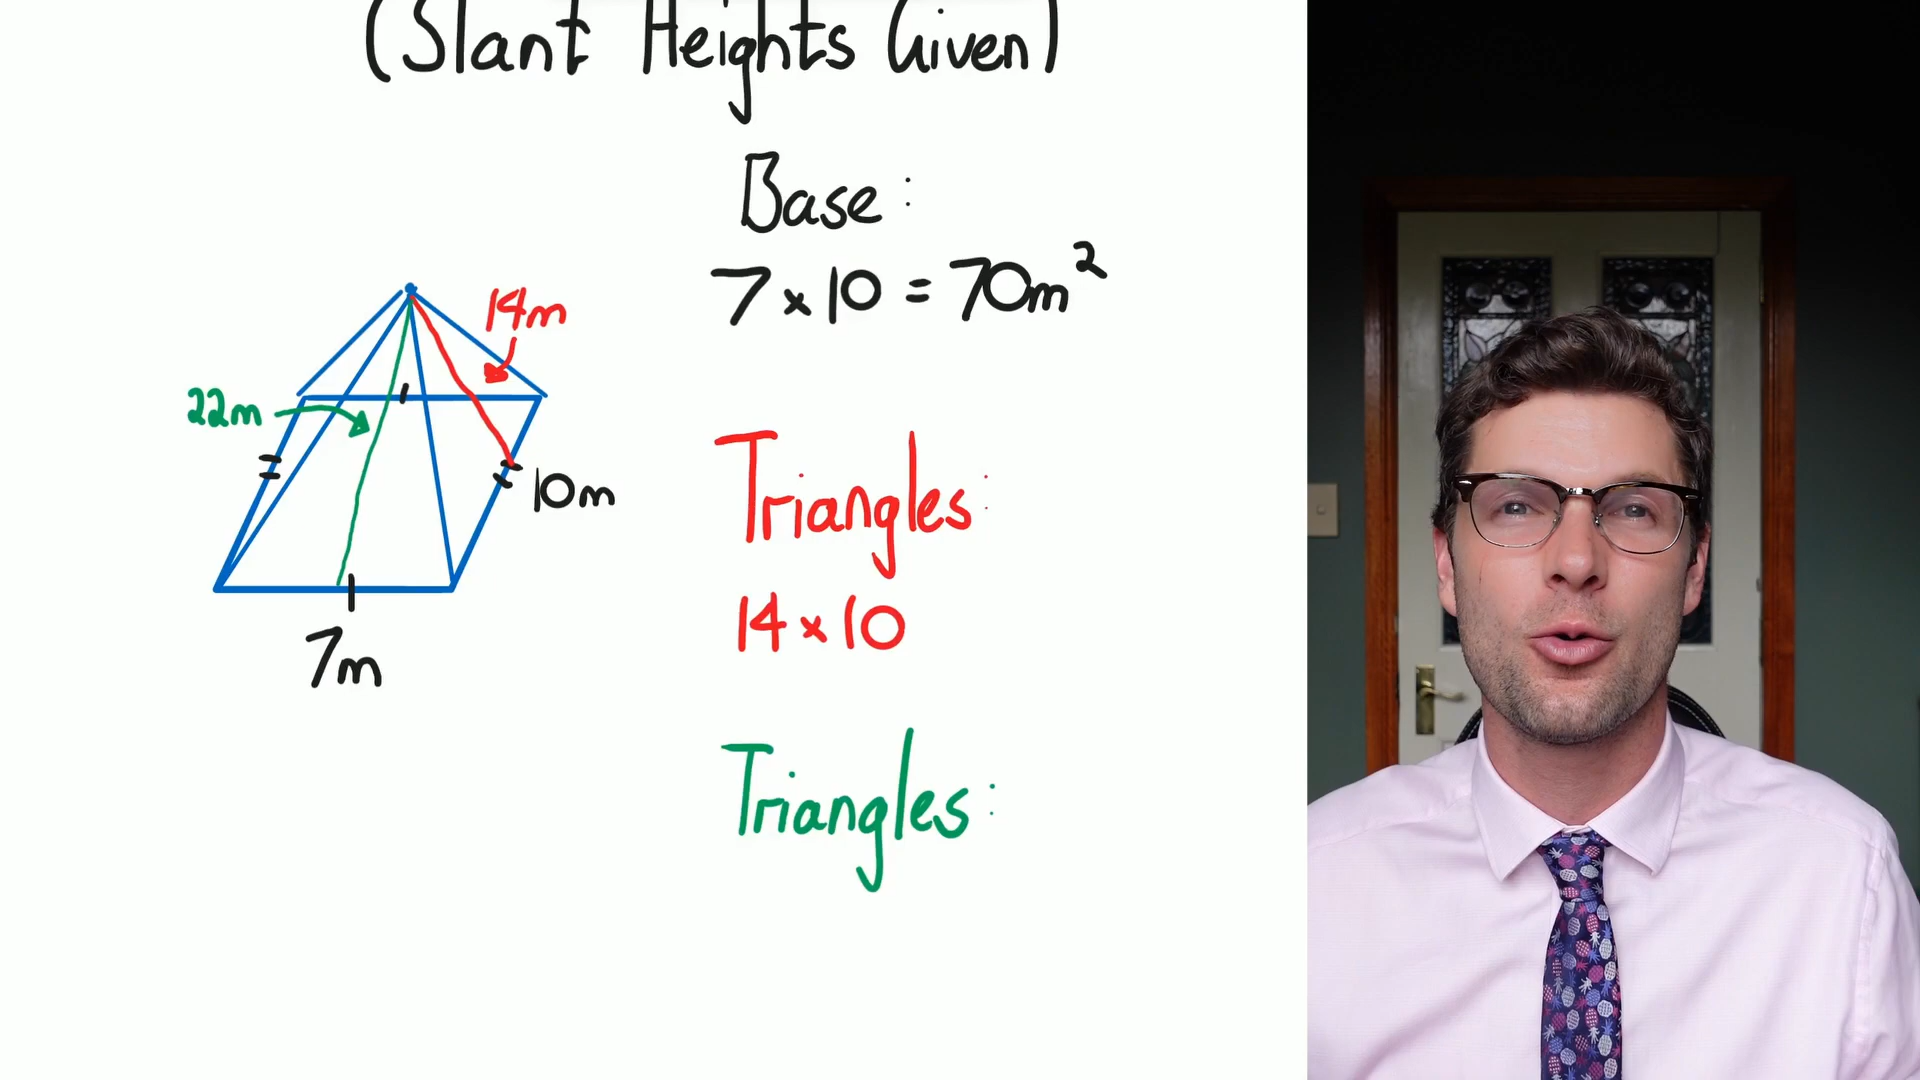 (Slant Heights Given)
Base:
7 x 10 = 70m²
14m
22m
10m
7m
Triangles:
14 x 10
Triangles: